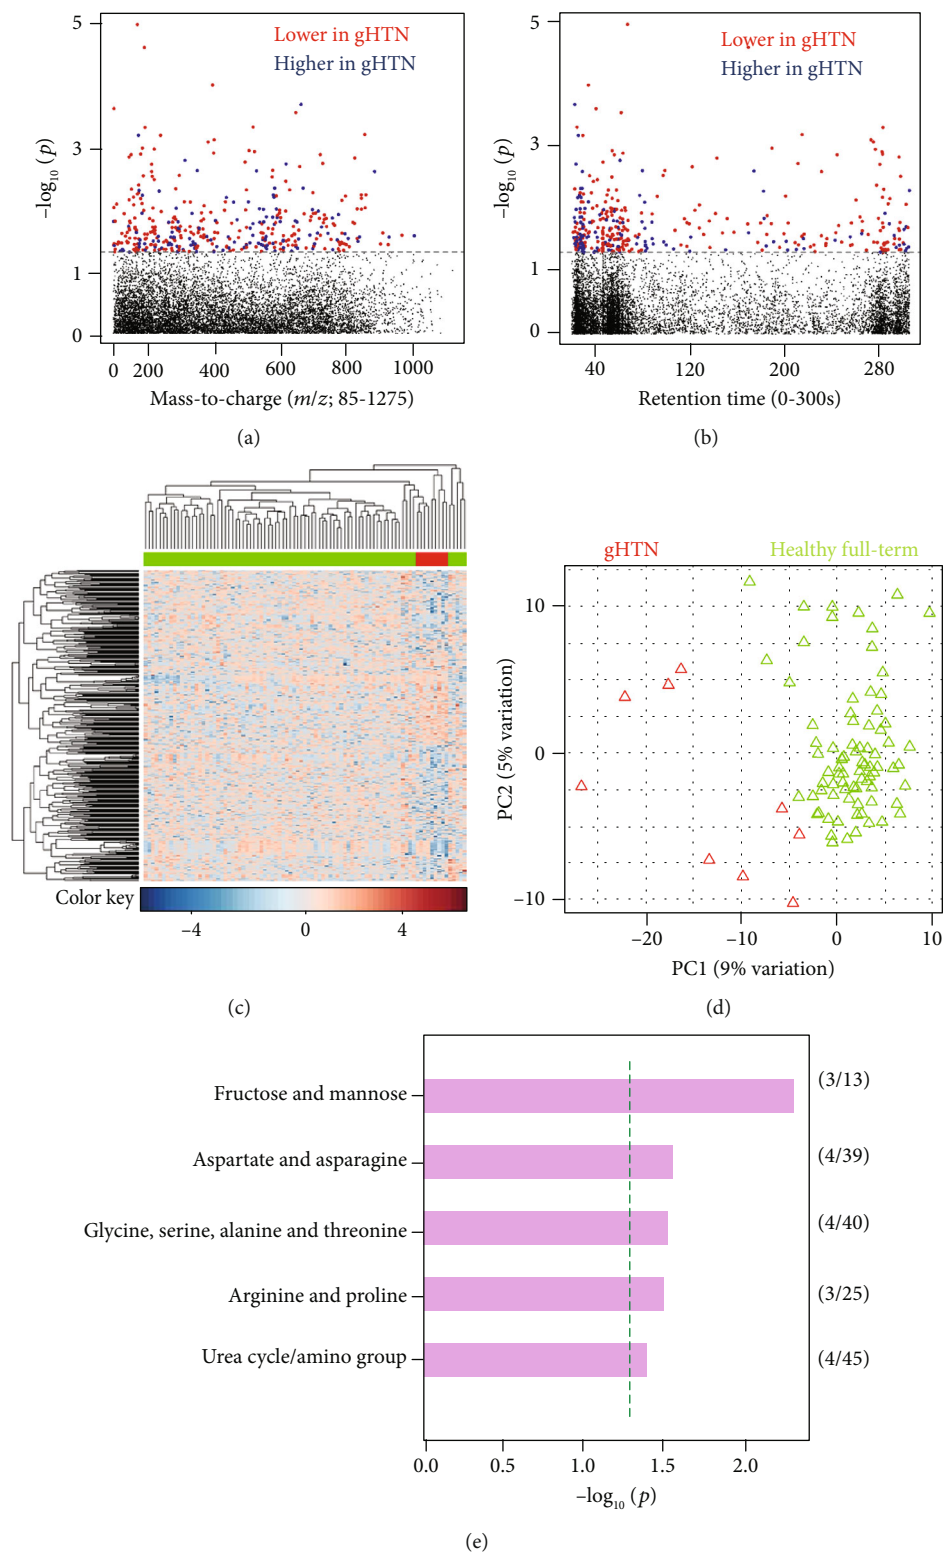 5
3
1
0
−log₁₀ (p)
Lower in gHTN
Higher in gHTN
0 200 400 600 800 1000
Mass-to-charge (m/z; 85-1275)
(a)
5
3
1
0
−log₁₀ (p)
Lower in gHTN
Higher in gHTN
40 120 200 280
Retention time (0-300s)
(b)
Color key
−4 0 4
(c)
gHTN Healthy full-term
10
0
−10
PC2 (5% variation)
−20 −10 0 10
PC1 (9% variation)
(d)
Fructose and mannose (3/13)
Aspartate and asparagine (4/39)
Glycine, serine, alanine and threonine (4/40)
Arginine and proline (3/25)
Urea cycle/amino group (4/45)
0.0 0.5 1.0 1.5 2.0
−log₁₀ (p)
(e)